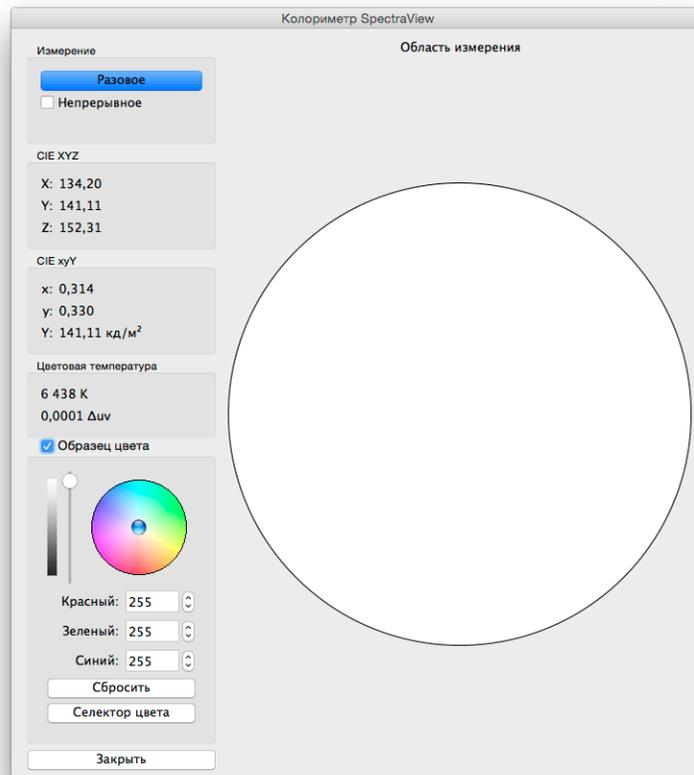 Колориметр SpectraView
Область измерения
Измерение
Разовое
Непрерывное
CIE XYZ
X: 134,20
Y: 141,11
Z: 152,31
CIE xyY
x: 0,314
y: 0,330
Y: 141,11 кд/м²
Цветовая температура
6 438 K
0,0001 Δuv
Образец цвета
Красный: 255
Зеленый: 255
Синий: 255
Сбросить
Селектор цвета
Закрыть